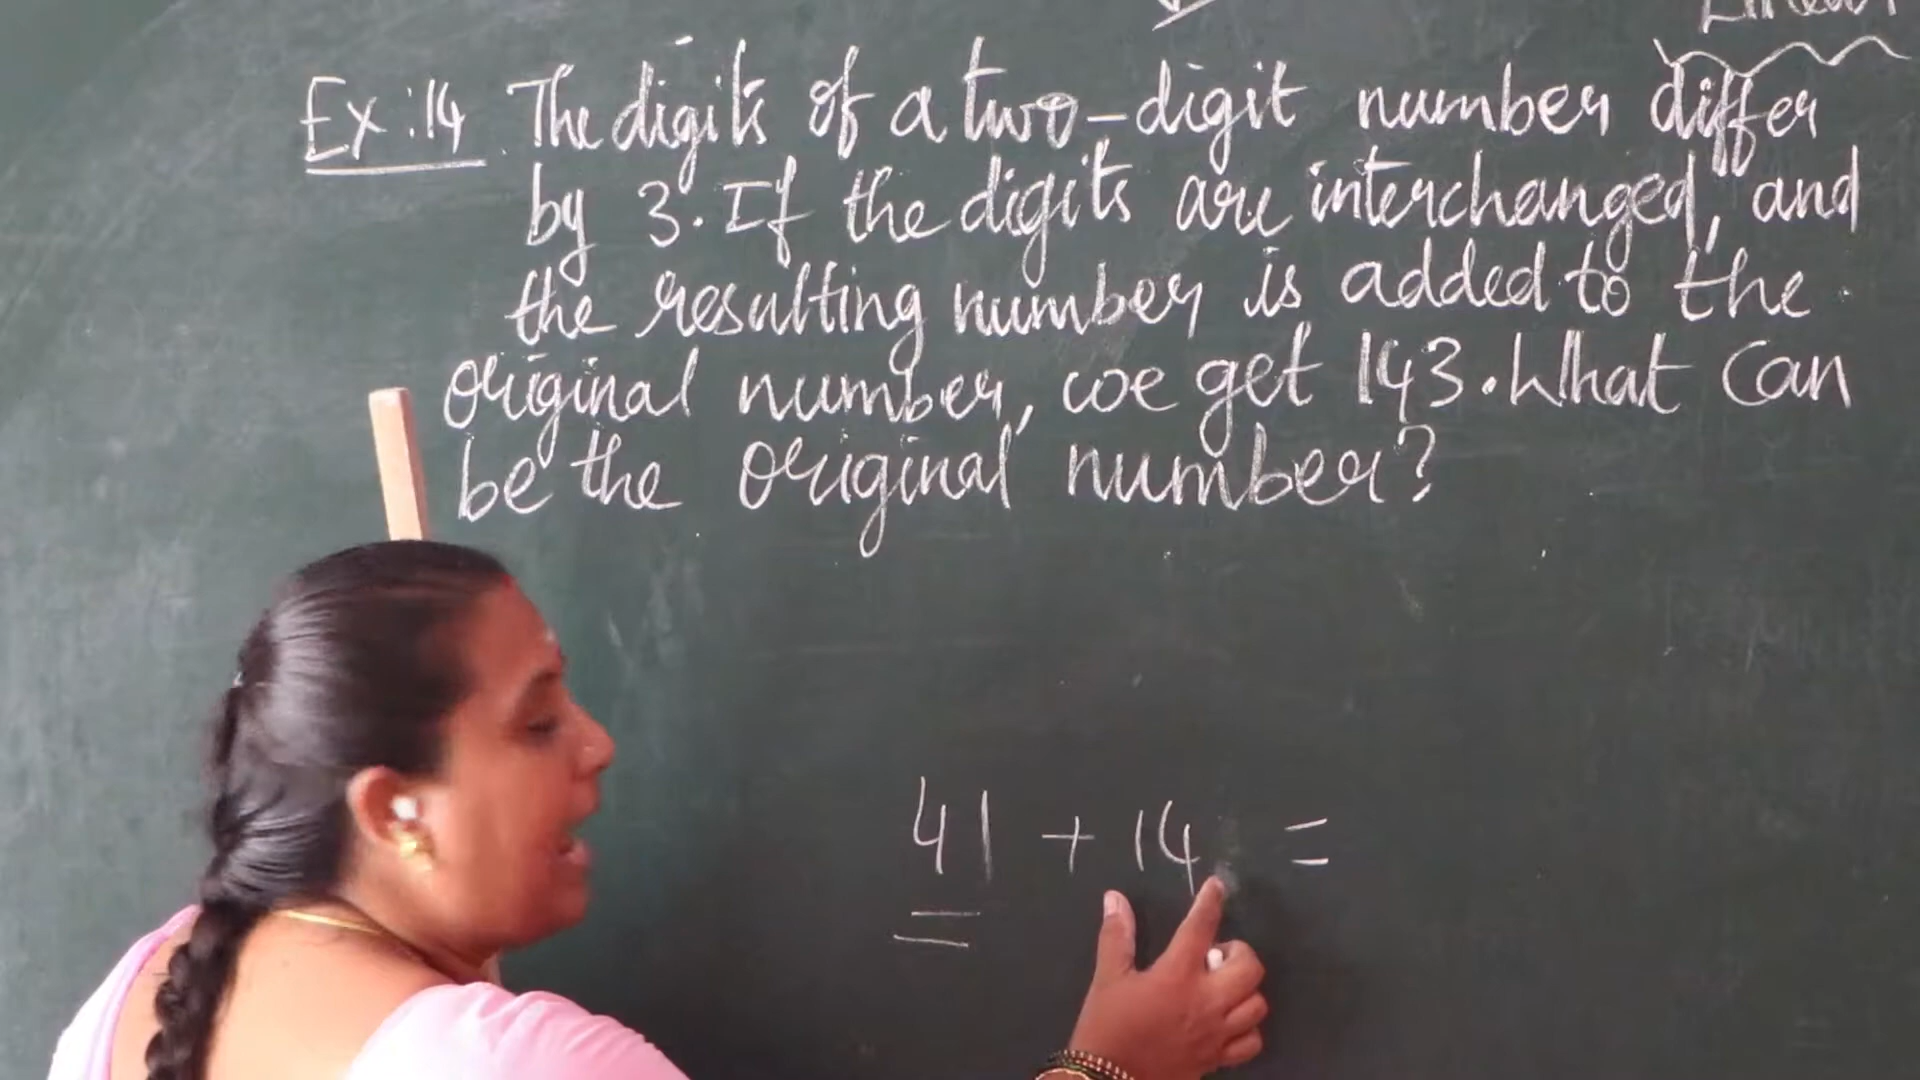 Linear
Ex:14 The digits of a two-digit number differ
by 3. If the digits are interchanged, and
the resulting number is added to the
original number, we get 143. What can
be the original number?
41 + 14 =